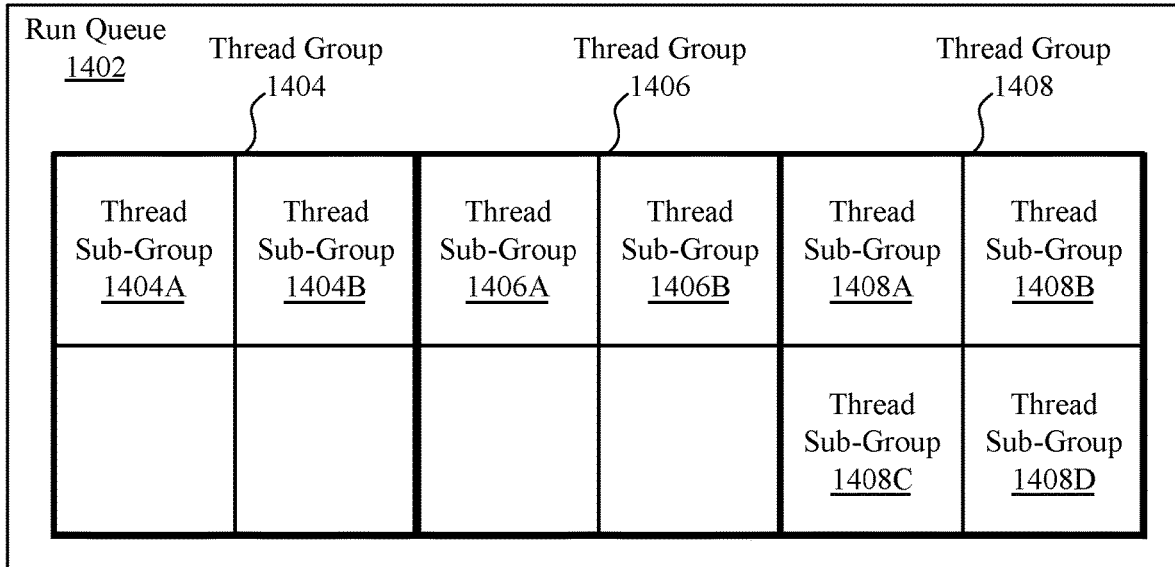 Run Queue
1402
Thread Group
1404
Thread Group
1406
Thread Group
1408
Thread
Sub-Group
1404A
Thread
Sub-Group
1404B
Thread
Sub-Group
1406A
Thread
Sub-Group
1406B
Thread
Sub-Group
1408A
Thread
Sub-Group
1408B
Thread
Sub-Group
1408C
Thread
Sub-Group
1408D